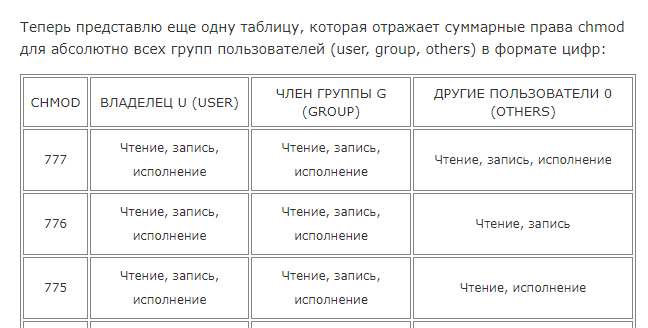 Теперь представлю еще одну таблицу, которая отражает суммарные права chmod
для абсолютно всех групп пользователей (user, group, others) в формате цифр:
CHMOD ВЛАДЕЛЕЦ U (USER) ЧЛЕН ГРУППЫ G (GROUP) ДРУГИЕ ПОЛЬЗОВАТЕЛИ 0 (OTHERS)
777 Чтение, запись, исполнение Чтение, запись, исполнение Чтение, запись, исполнение
776 Чтение, запись, исполнение Чтение, запись, исполнение Чтение, запись
775 Чтение, запись, исполнение Чтение, запись, исполнение Чтение, исполнение